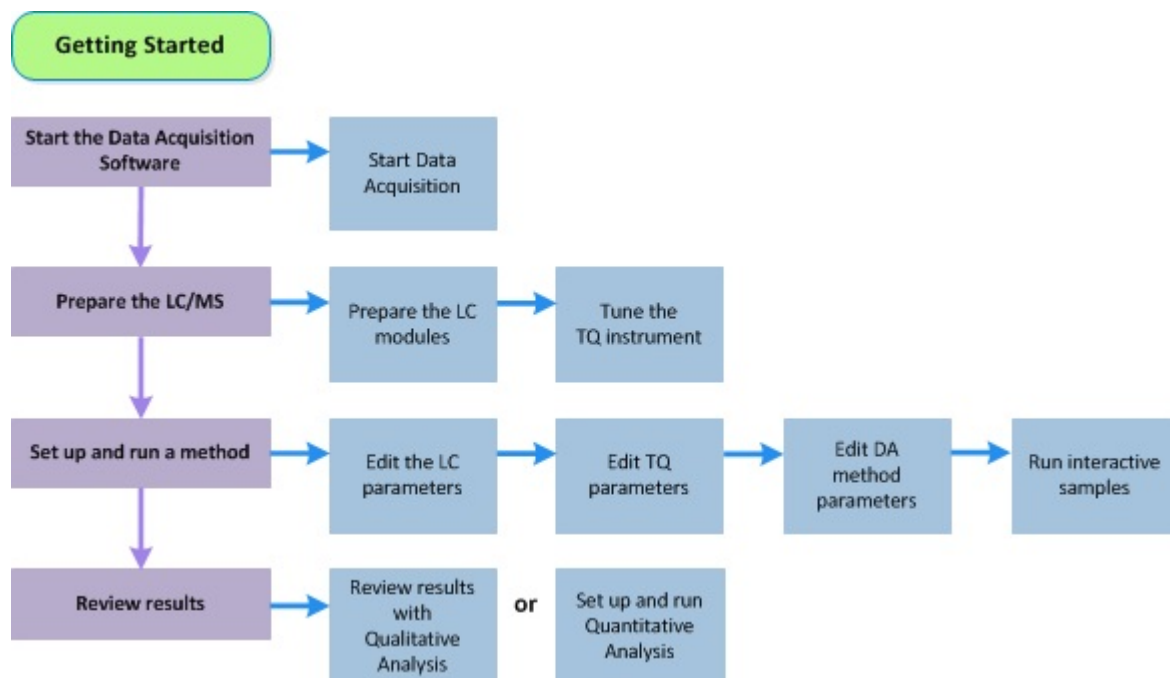 Getting Started
Start the Data Acquisition
Software
Start Data
Acquisition
Prepare the LC/MS
Prepare the LC
modules
Tune the
TQ instrument
Set up and run a method
Edit the LC
parameters
Edit TQ
parameters
Edit DA
method
parameters
Run interactive
samples
Review results
Review results
with
Qualitative
Analysis
or
Set up and run
Quantitative
Analysis